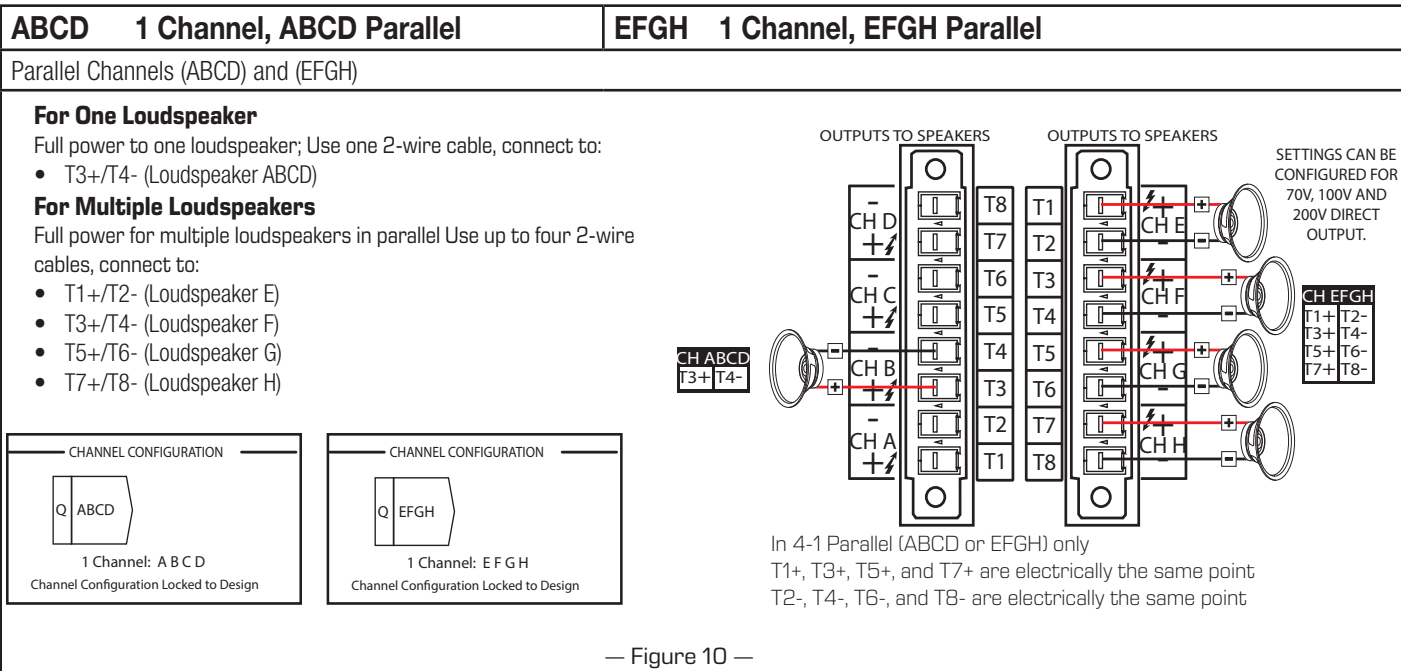 ABCD 1 Channel, ABCD Parallel
EFGH 1 Channel, EFGH Parallel
Parallel Channels (ABCD) and (EFGH)
For One Loudspeaker
Full power to one loudspeaker; Use one 2-wire cable, connect to:
• T3+/T4- (Loudspeaker ABCD)
For Multiple Loudspeakers
Full power for multiple loudspeakers in parallel Use up to four 2-wire
cables, connect to:
• T1+/T2- (Loudspeaker E)
• T3+/T4- (Loudspeaker F)
• T5+/T6- (Loudspeaker G)
• T7+/T8- (Loudspeaker H)
CHANNEL CONFIGURATION
Q ABCD
1 Channel: A B C D
Channel Configuration Locked to Design
CHANNEL CONFIGURATION
Q EFGH
1 Channel: E F G H
Channel Configuration Locked to Design
OUTPUTS TO SPEAKERS
CH ABCD
T3+ T4-
-
CH D
+
-
CH C
+
-
CH B
+
-
CH A
+
-
+
T8
T7
T6
T5
T4
T3
T2
T1
OUTPUTS TO SPEAKERS
T1
T2
T3
T4
T5
T6
T7
T8
+
CH E
-
+
CH F
-
+
CH G
-
+
CH H
-
+
-
+
-
+
-
+
-
SETTINGS CAN BE
CONFIGURED FOR
70V, 100V AND
200V DIRECT
OUTPUT.
CH EFGH
T1+ T2-
T3+ T4-
T5+ T6-
T7+ T8-
In 4-1 Parallel (ABCD or EFGH) only
T1+, T3+, T5+, and T7+ are electrically the same point
T2-, T4-, T6-, and T8- are electrically the same point
— Figure 10 —